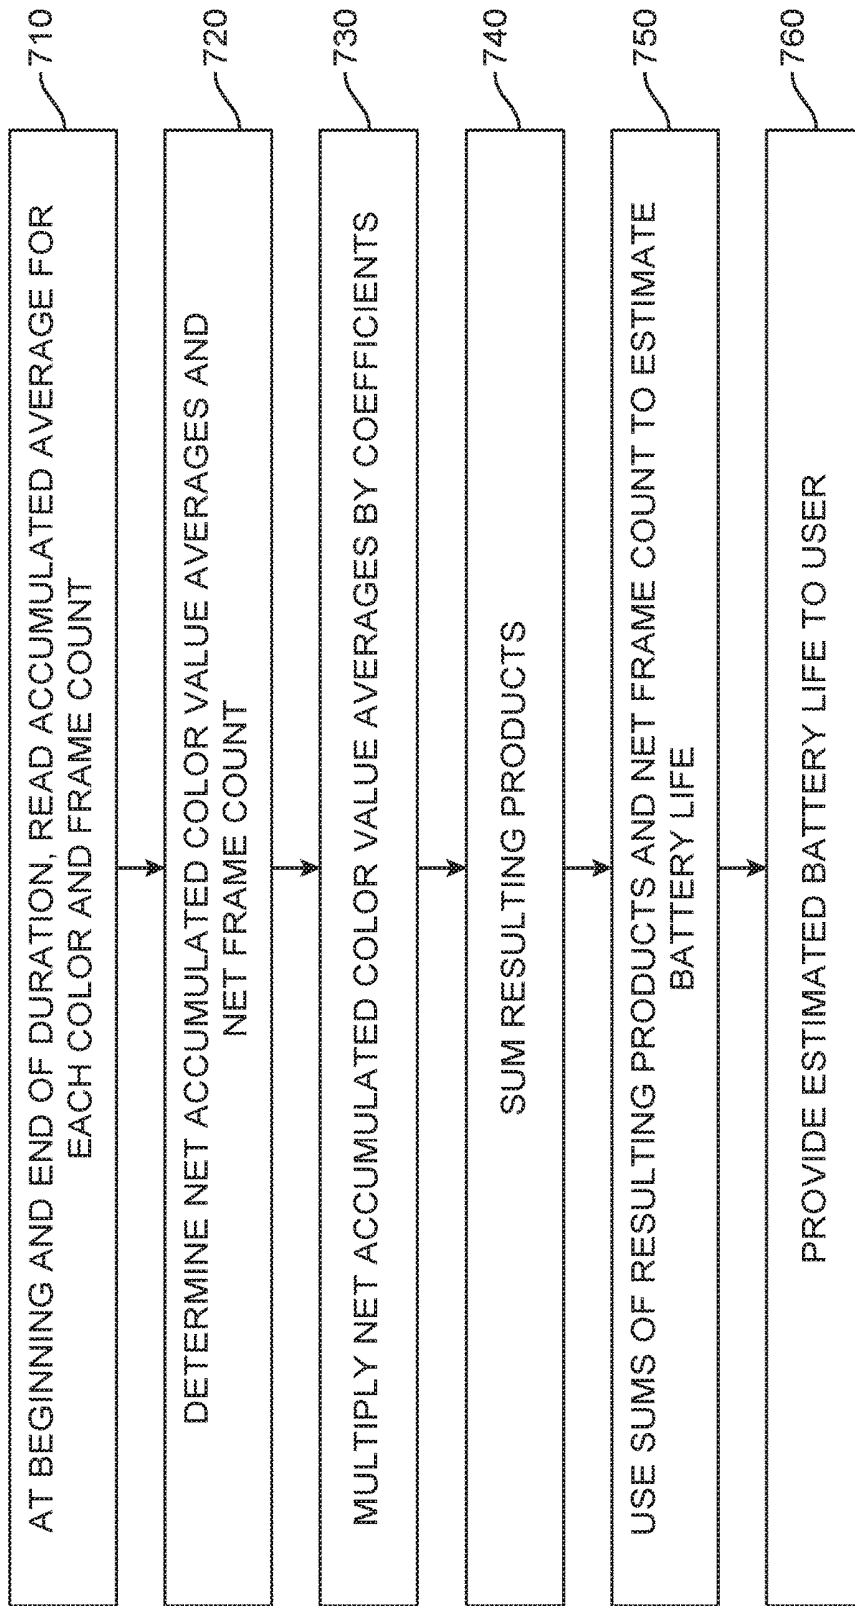 AT BEGINNING AND END OF DURATION, READ ACCUMULATED AVERAGE FOR
EACH COLOR AND FRAME COUNT
710
DETERMINE NET ACCUMULATED COLOR VALUE AVERAGES AND
NET FRAME COUNT
720
MULTIPLY NET ACCUMULATED COLOR VALUE AVERAGES BY COEFFICIENTS
730
SUM RESULTING PRODUCTS
740
USE SUMS OF RESULTING PRODUCTS AND NET FRAME COUNT TO ESTIMATE
BATTERY LIFE
750
PROVIDE ESTIMATED BATTERY LIFE TO USER
760